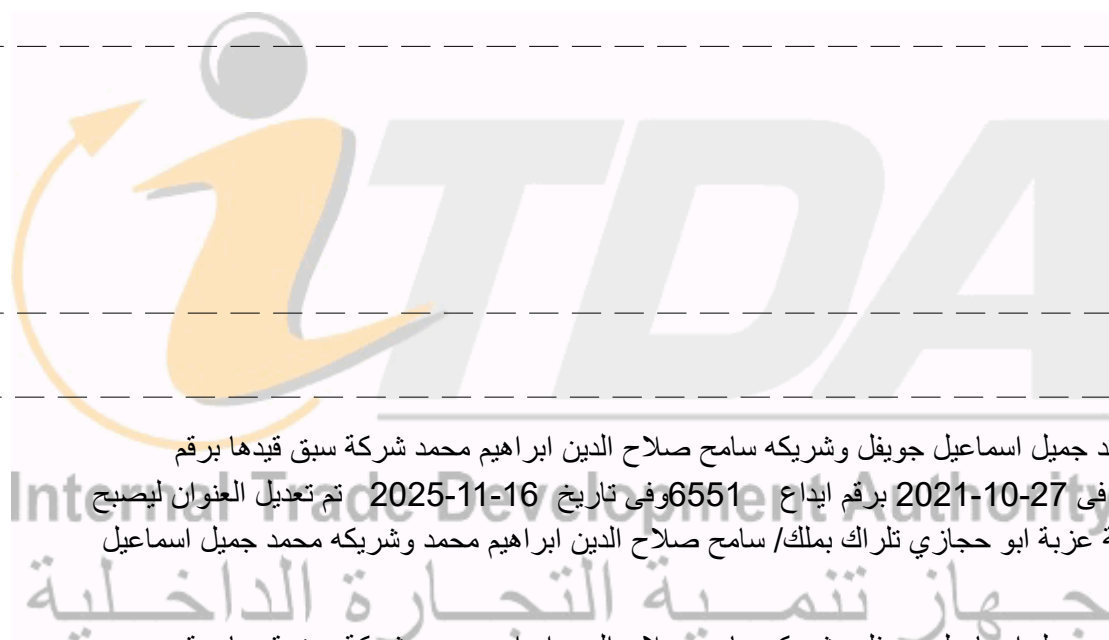 iTDA
د جميل اسماعيل جويفل وشريكه سامح صلاح الدين ابراهيم محمد شركة سبق قيدها برقم
Internal Trade Development Authority
فى 27-10-2021 برقم ايداع 6551وفى تاريخ 16-11-2025 تم تعديل العنوان ليصبح
ة عزبة ابو حجازي تلراك بملك/ سامح صلاح الدين ابراهيم محمد وشريكه محمد جميل اسماعيل
جهاز تنمية التجارة الداخلية